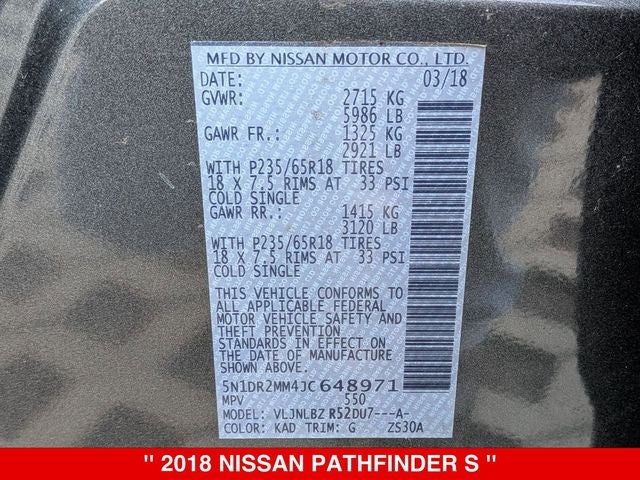 MFD BY NISSAN MOTOR CO., LTD.
DATE: 03/18
GVWR: 2715 KG
5986 LB
GAWR FR.: 1325 KG
2921 LB
WITH P235/65R18 TIRES
18 X 7.5 RIMS AT 33 PSI
COLD SINGLE
GAWR RR.: 1415 KG
3120 LB
WITH P235/65R18 TIRES
18 X 7.5 RIMS AT 33 PSI
COLD SINGLE
THIS VEHICLE CONFORMS TO
ALL APPLICABLE FEDERAL
MOTOR VEHICLE SAFETY AND
THEFT PREVENTION
STANDARDS IN EFFECT ON
THE DATE OF MANUFACTURE
SHOWN ABOVE.
5N1DR2MM4JC648971
MPV 550
MODEL: VLJNLBZ R52DU7---A-
COLOR: KAD TRIM: G ZS30A
" 2018 NISSAN PATHFINDER S "